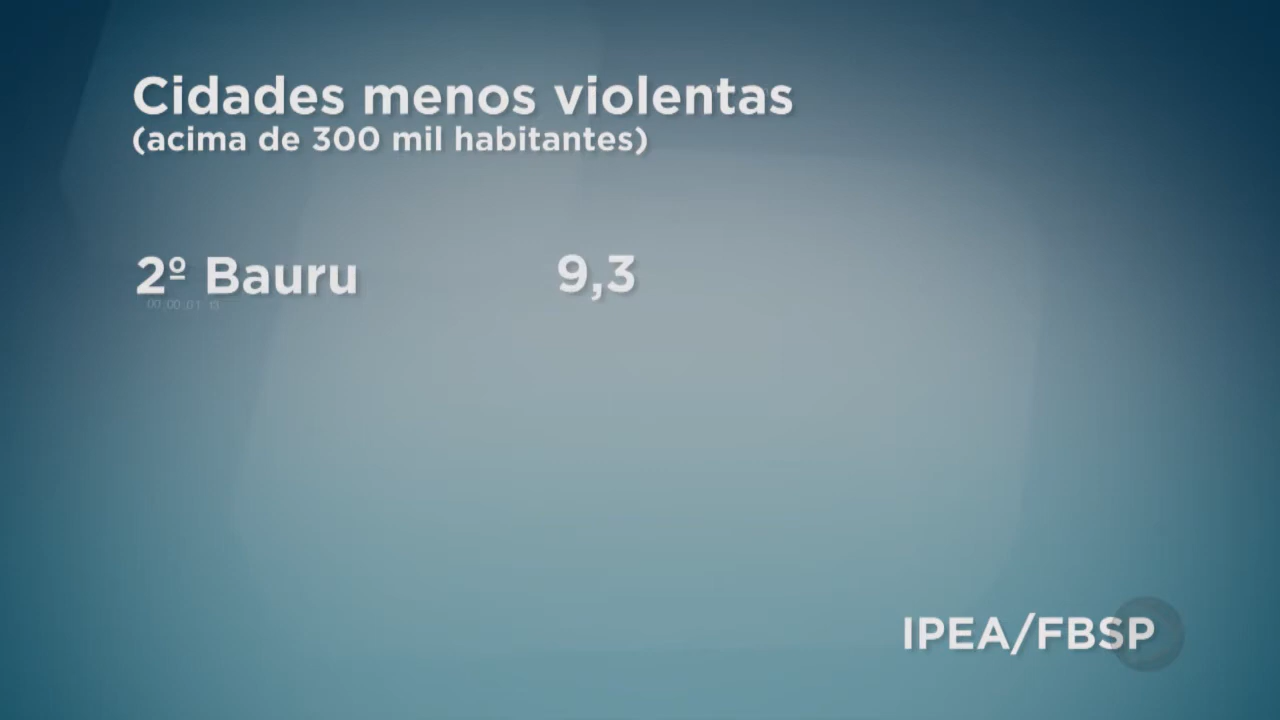 Cidades menos violentas
(acima de 300 mil habitantes)
2º Bauru 9,3
IPEA/FBSP